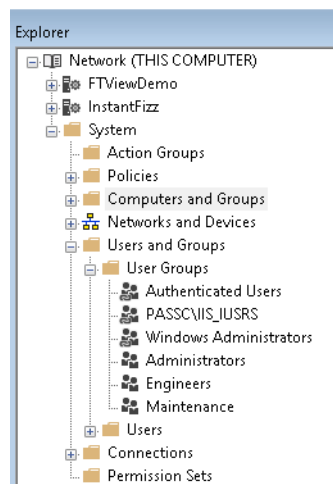 Explorer
Network (THIS COMPUTER)
FTViewDemo
InstantFizz
System
Action Groups
Policies
Computers and Groups
Networks and Devices
Users and Groups
User Groups
Authenticated Users
PASSC\IIS_IUSRS
Windows Administrators
Administrators
Engineers
Maintenance
Users
Connections
Permission Sets